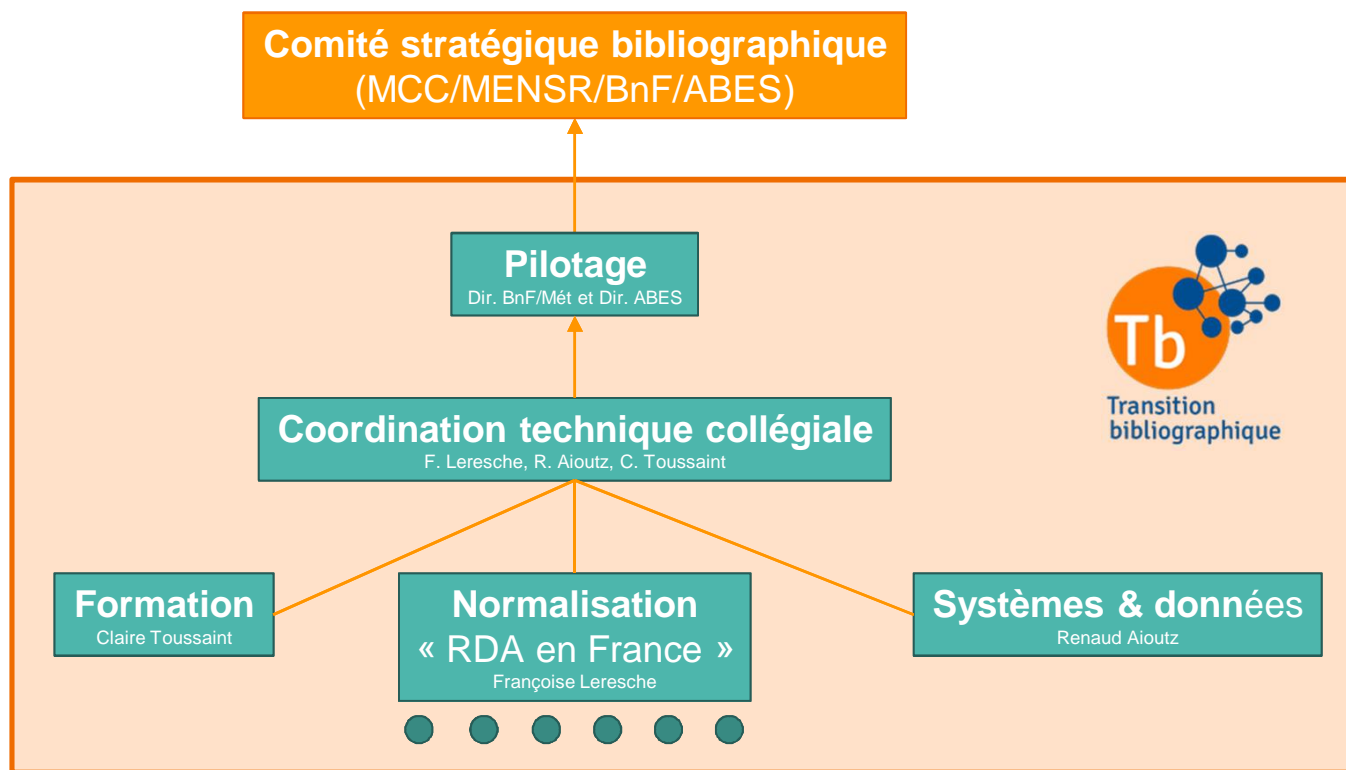 Comité stratégique bibliographique
(MCC/MENSR/BnF/ABES)
Pilotage
Dir. BnF/Mét et Dir. ABES
Tb
Transition
bibliographique
Coordination technique collégiale
F. Leresche, R. Aioutz, C. Toussaint
Formation
Claire Toussaint
Normalisation
« RDA en France »
Françoise Leresche
Systèmes & données
Renaud Aioutz